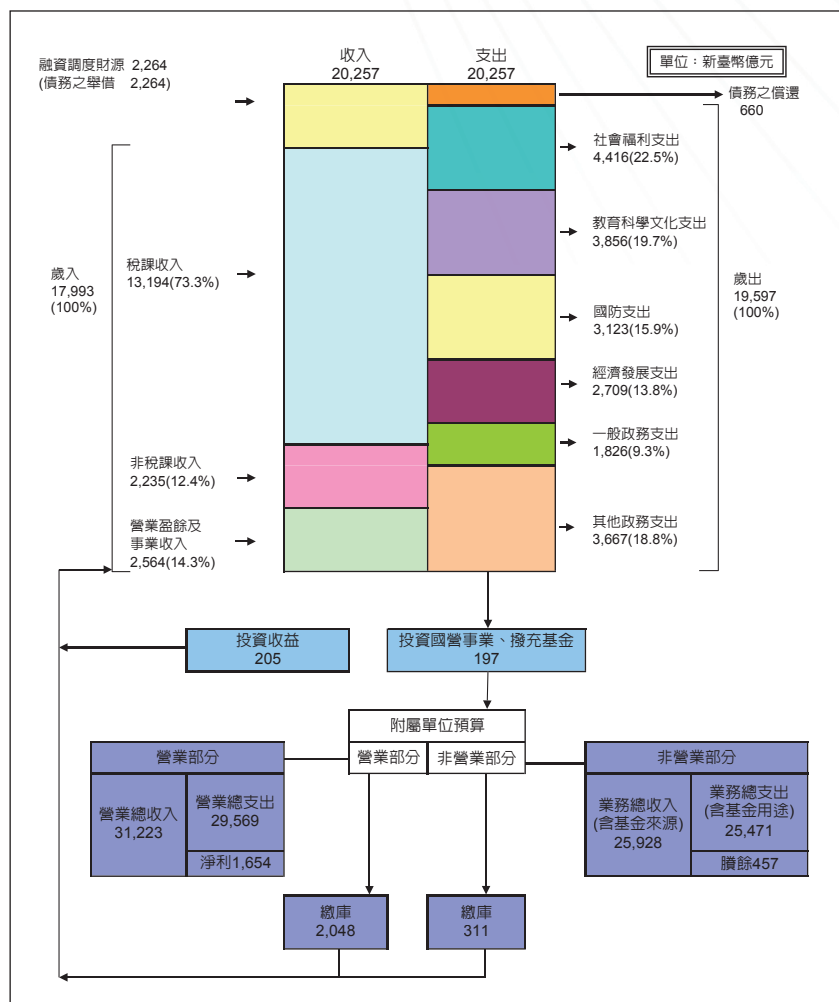 融資調度財源 2,264
(債務之舉借 2,264)
收入
20,257
支出
20,257
單位：新臺幣億元
債務之償還
660
歲入
17,993
(100%)
稅課收入
13,194(73.3%)
非稅課收入
2,235(12.4%)
營業盈餘及
事業收入
2,564(14.3%)
社會福利支出
4,416(22.5%)
教育科學文化支出
3,856(19.7%)
國防支出
3,123(15.9%)
經濟發展支出
2,709(13.8%)
一般政務支出
1,826(9.3%)
其他政務支出
3,667(18.8%)
歲出
19,597
(100%)
投資收益
205
投資國營事業、撥充基金
197
附屬單位預算
營業部分
非營業部分
營業部分
營業總收入
31,223
營業總支出
29,569
淨利1,654
非營業部分
業務總收入
(含基金來源)
25,928
業務總支出
(含基金用途)
25,471
賸餘457
繳庫
2,048
繳庫
311